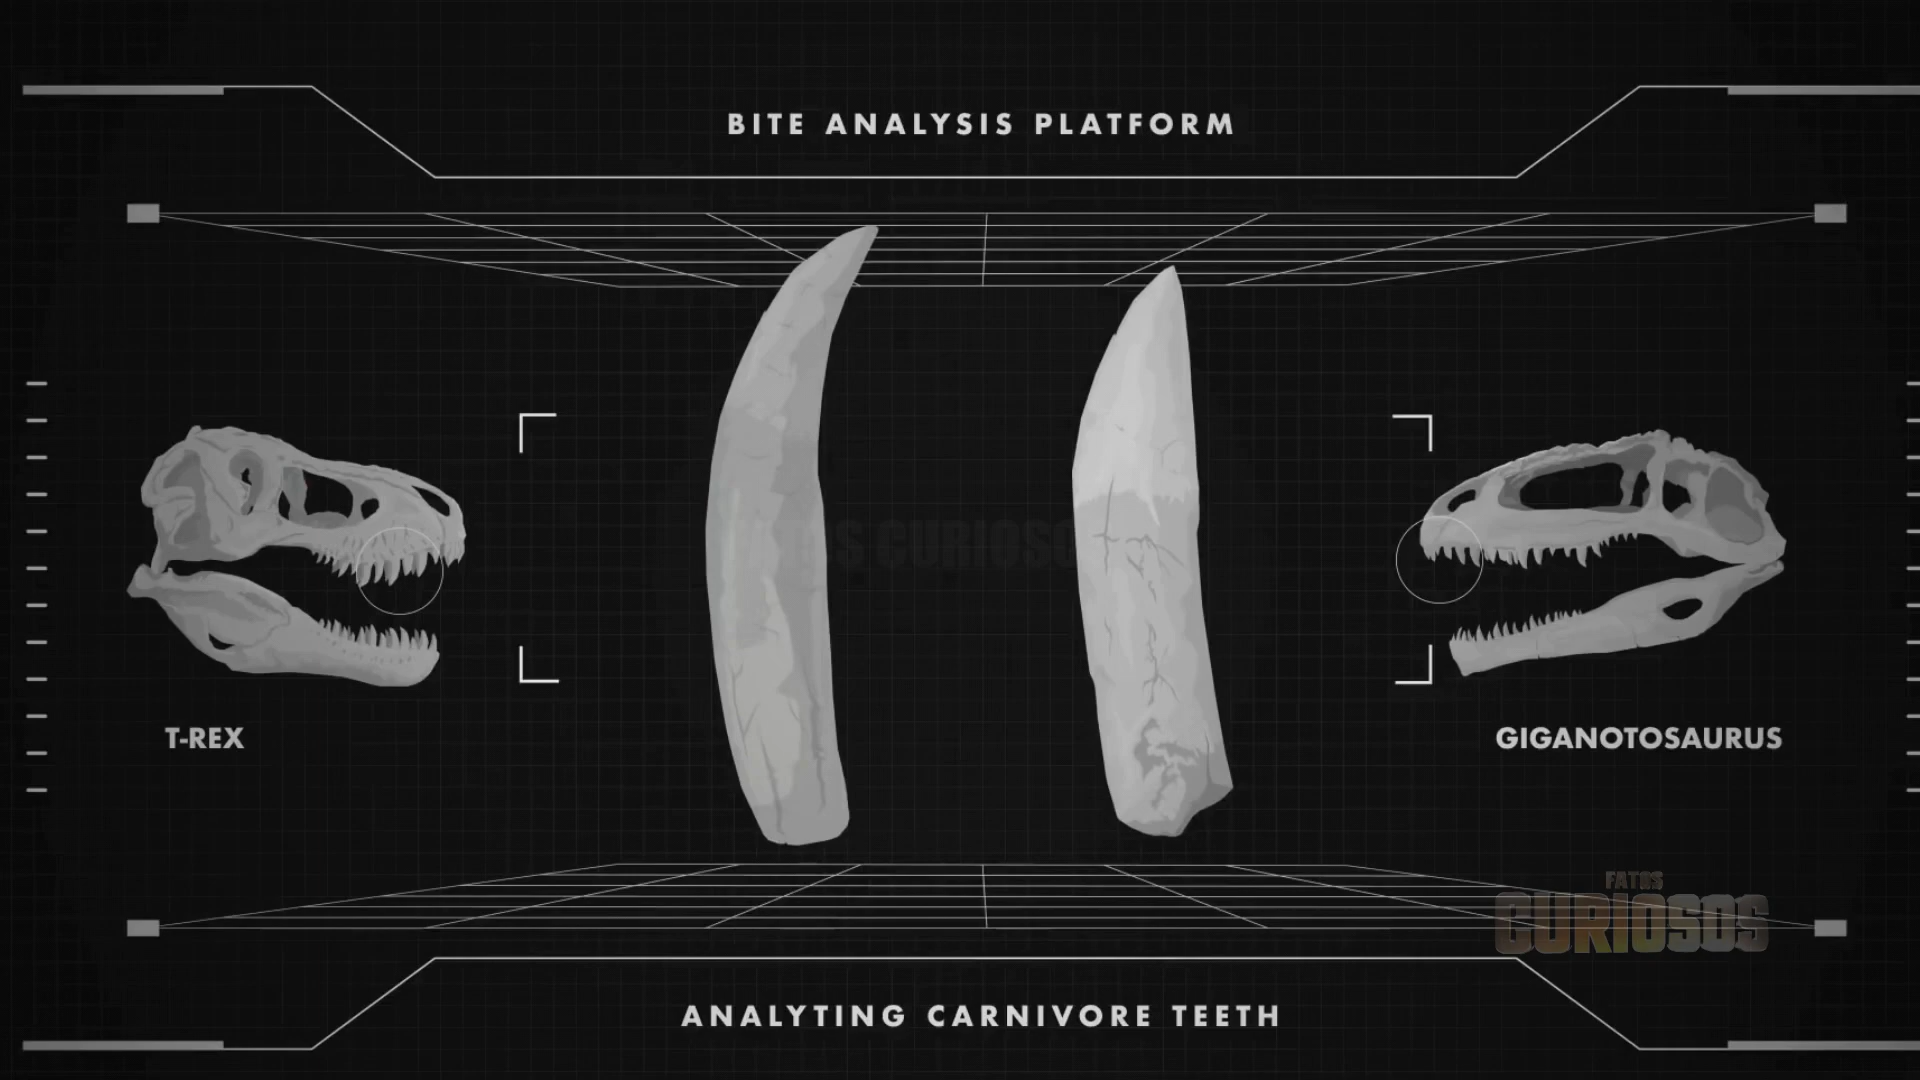 BITE ANALYSIS PLATFORM
T-REX
GIGANOTOSAURUS
FATOS
CURIOSOS
ANALYTING CARNIVORE TEETH